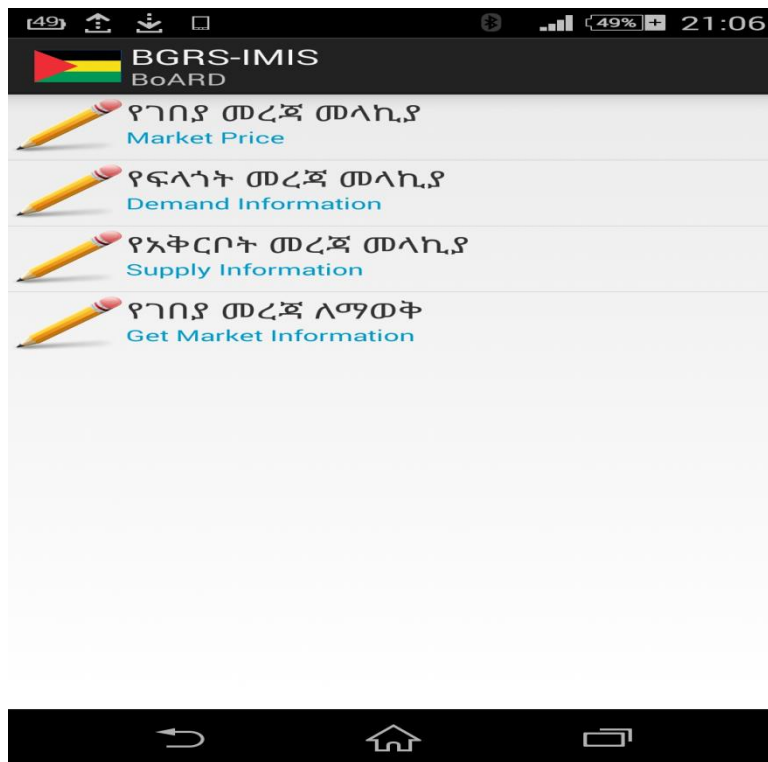 49 49% 21:06
BGRS-IMIS
BoARD
የገበያ መረጃ መላኪያ
Market Price
የፍላጎት መረጃ መላኪያ
Demand Information
የአቅርቦት መረጃ መላኪያ
Supply Information
የገበያ መረጃ ለማወቅ
Get Market Information